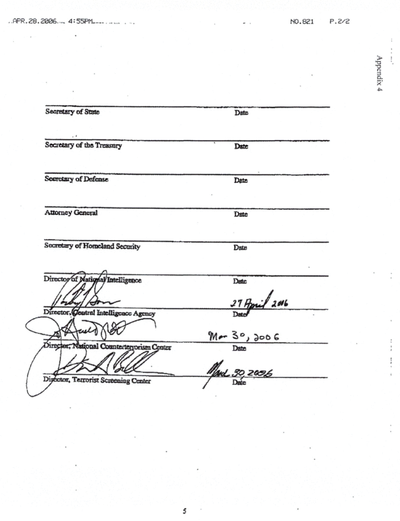 APR.28.2006 4:55PM NO.821 P.2/2
Appendix 4
Secretary of State Date
Secretary of the Treasury Date
Secretary of Defense Date
Attorney General Date
Secretary of Homeland Security Date
Director of National Intelligence Date
27 April 2006
Director, Central Intelligence Agency Date
Mar 30, 2006
Director, National Counterterrorism Center Date
30, 2006
Director, Terrorist Screening Center Date
5